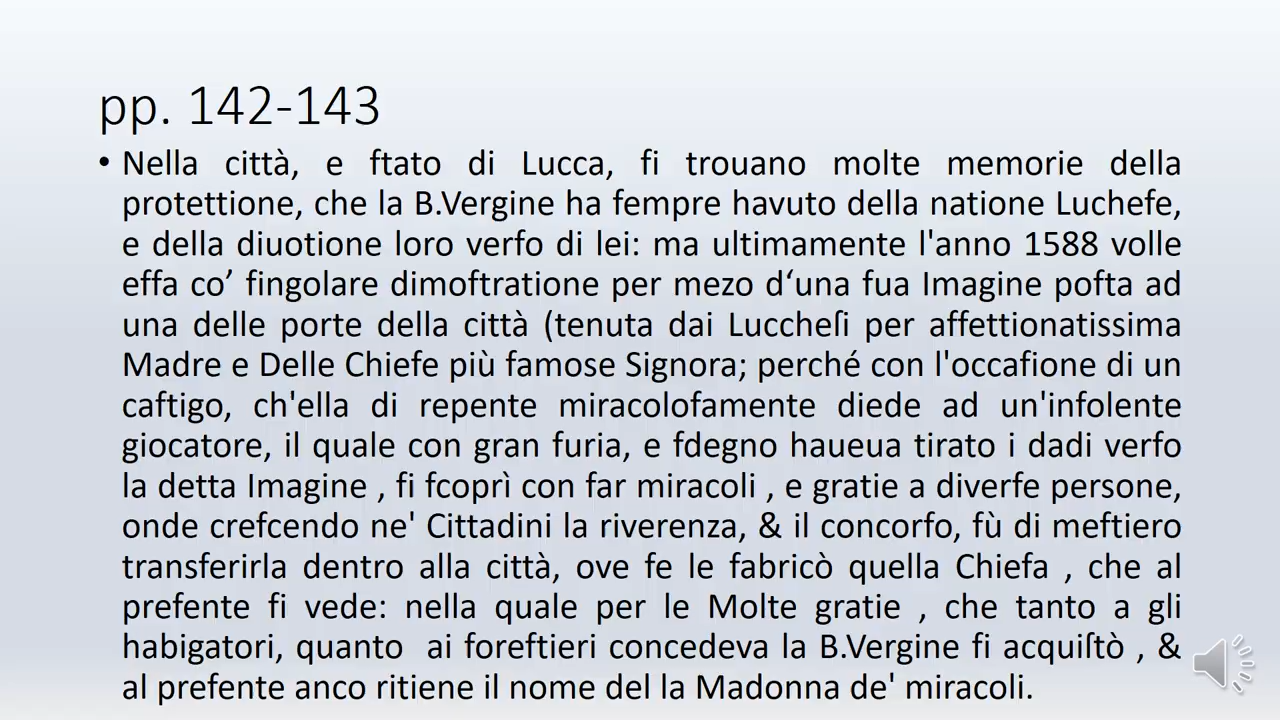 pp. 142-143
• Nella città, e ftato di Lucca, fi trouano molte memorie della
protettione, che la B.Vergine ha fempre havuto della natione Luchefe,
e della diuotione loro verfo di lei: ma ultimamente l'anno 1588 volle
effa co’ fingolare dimoftratione per mezo d‘una fua Imagine pofta ad
una delle porte della città (tenuta dai Luccheſi per affettionatissima
Madre e Delle Chiefe più famose Signora; perché con l'occafione di un
caftigo, ch'ella di repente miracolofamente diede ad un'infolente
giocatore, il quale con gran furia, e fdegno haueua tirato i dadi verfo
la detta Imagine , fi fcoprì con far miracoli , e gratie a diverfe persone,
onde crefcendo ne' Cittadini la riverenza, & il concorfo, fù di meftiero
transferirla dentro alla città, ove fe le fabricò quella Chiefa , che al
prefente fi vede: nella quale per le Molte gratie , che tanto a gli
habigatori, quanto ai foreftieri concedeva la B.Vergine fi acquiſtò , &
al prefente anco ritiene il nome del la Madonna de' miracoli.